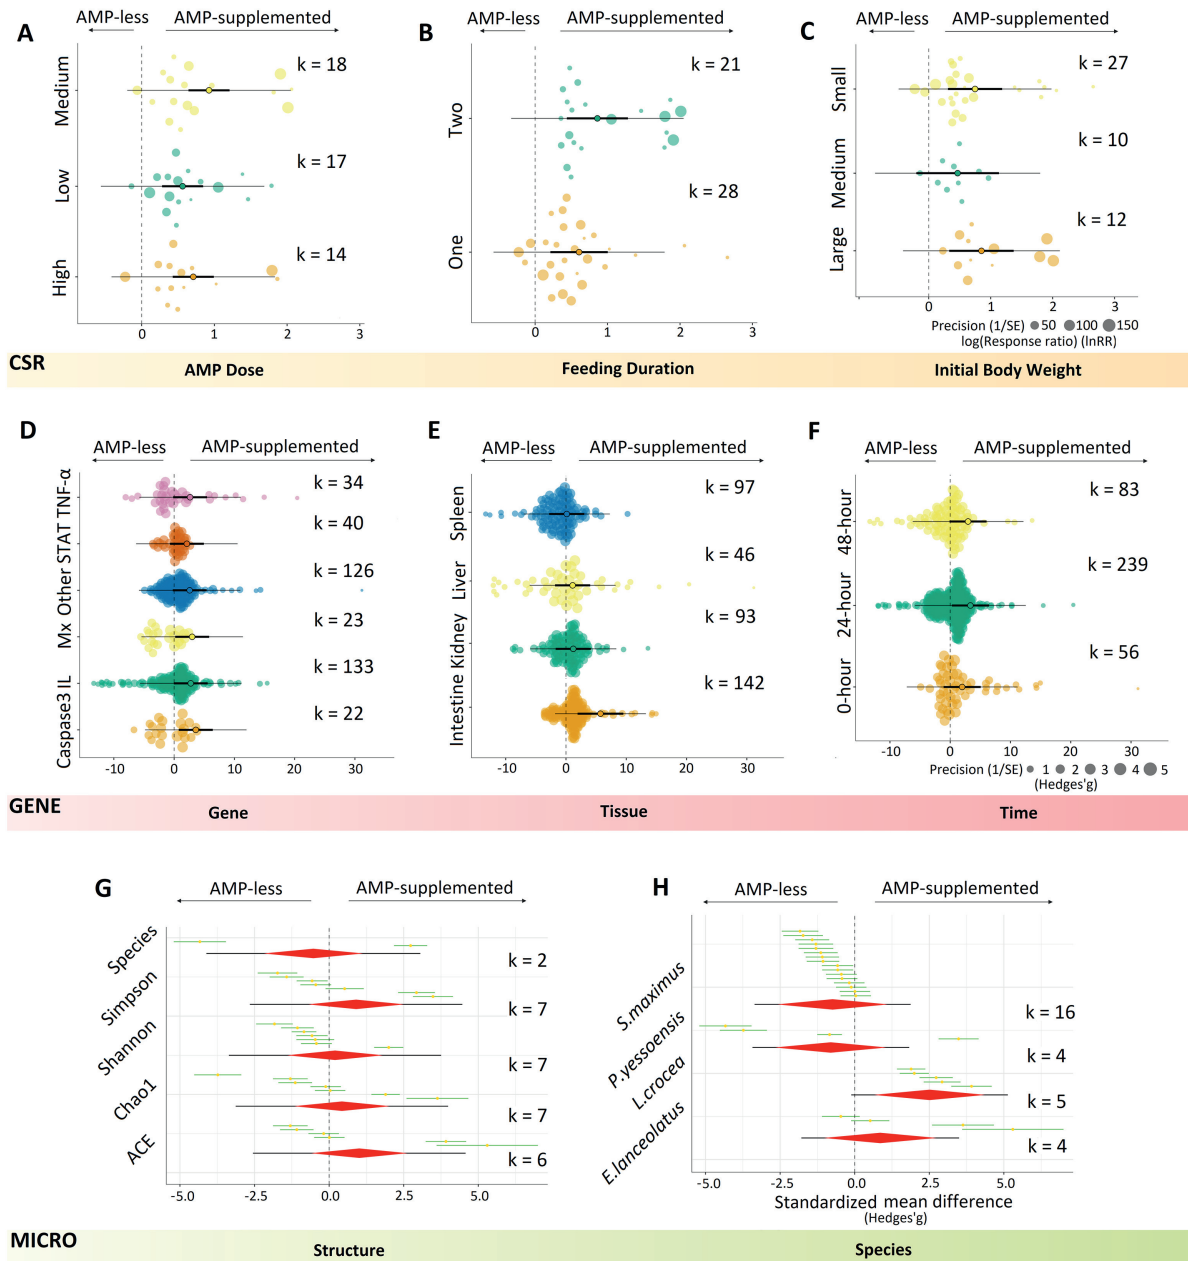 A
AMP-less
AMP-supplemented
Medium
k = 18
Low
k = 17
High
k = 14
0
1
2
3
B
AMP-less
AMP-supplemented
Two
k = 21
One
k = 28
0
1
2
3
C
AMP-less
AMP-supplemented
Small
k = 27
Medium
k = 10
Large
k = 12
0
1
2
3
Precision (1/SE) 50 100 150
log(Response ratio) (lnRR)
CSR
AMP Dose
Feeding Duration
Initial Body Weight
D
AMP-less
AMP-supplemented
TNF-α
k = 34
STAT
k = 40
Other
k = 126
Mx
k = 23
IL
k = 133
Caspase3
k = 22
-10
0
10
20
30
E
AMP-less
AMP-supplemented
Spleen
k = 97
Liver
k = 46
Kidney
k = 93
Intestine
k = 142
-10
0
10
20
30
F
AMP-less
AMP-supplemented
48-hour
k = 83
24-hour
k = 239
0-hour
k = 56
-10
0
10
20
30
Precision (1/SE) 1 2 3 4 5
(Hedges'g)
GENE
Gene
Tissue
Time
G
AMP-less
AMP-supplemented
Species
k = 2
Simpson
k = 7
Shannon
k = 7
Chao1
k = 7
ACE
k = 6
-5.0
-2.5
0.0
2.5
5.0
H
AMP-less
AMP-supplemented
S.maximus
k = 16
P.yessoensis
k = 4
L.crocea
k = 5
E.lanceolatus
k = 4
-5.0
-2.5
0.0
2.5
5.0
Standardized mean difference
(Hedges'g)
MICRO
Structure
Species